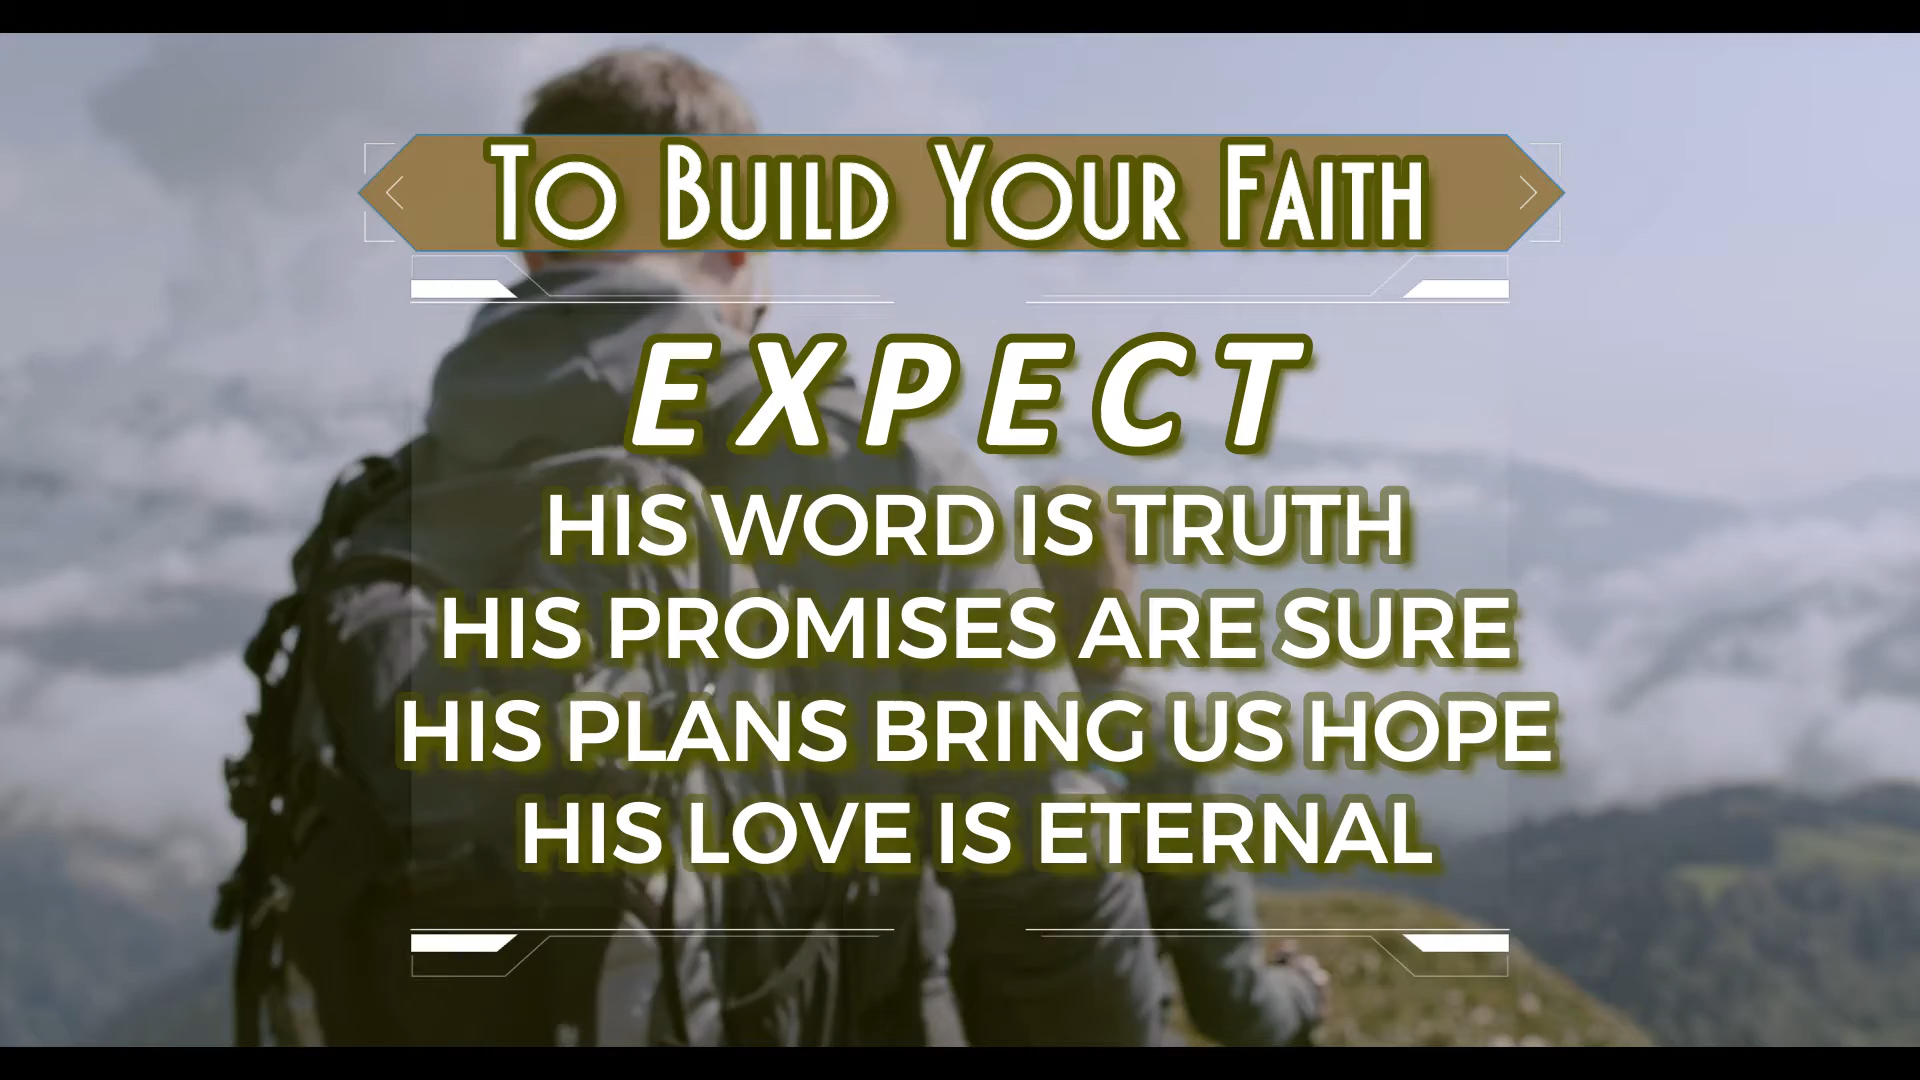 To Build Your Faith
EXPECT
HIS WORD IS TRUTH
HIS PROMISES ARE SURE
HIS PLANS BRING US HOPE
HIS LOVE IS ETERNAL